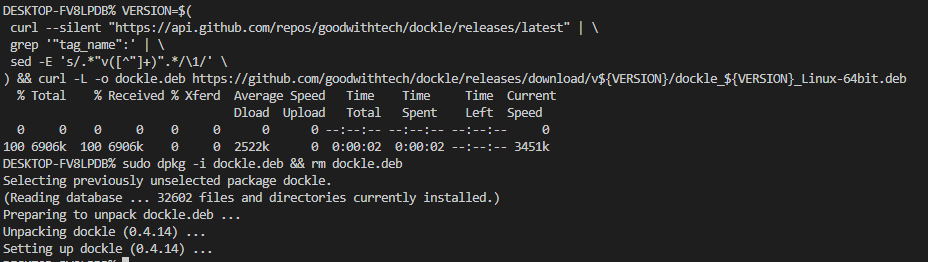 DESKTOP-FV8LPDB% VERSION=$(
 curl --silent "https://api.github.com/repos/goodwithtech/dockle/releases/latest" | \
 grep '"tag_name":' | \
 sed -E 's/.*"v([^"]+)".*/\1/' \
) && curl -L -o dockle.deb https://github.com/goodwithtech/dockle/releases/download/v${VERSION}/dockle_${VERSION}_Linux-64bit.deb
  % Total    % Received % Xferd  Average Speed   Time    Time     Time  Current
                                 Dload  Upload   Total   Spent    Left  Speed
  0     0    0     0    0     0      0      0 --:--:-- --:--:-- --:--:--     0
100 6906k  100 6906k    0     0  2522k      0  0:00:02  0:00:02 --:--:-- 3451k
DESKTOP-FV8LPDB% sudo dpkg -i dockle.deb && rm dockle.deb
Selecting previously unselected package dockle.
(Reading database ... 32602 files and directories currently installed.)
Preparing to unpack dockle.deb ...
Unpacking dockle (0.4.14) ...
Setting up dockle (0.4.14) ...
DESKTOP-FV8LPDB%